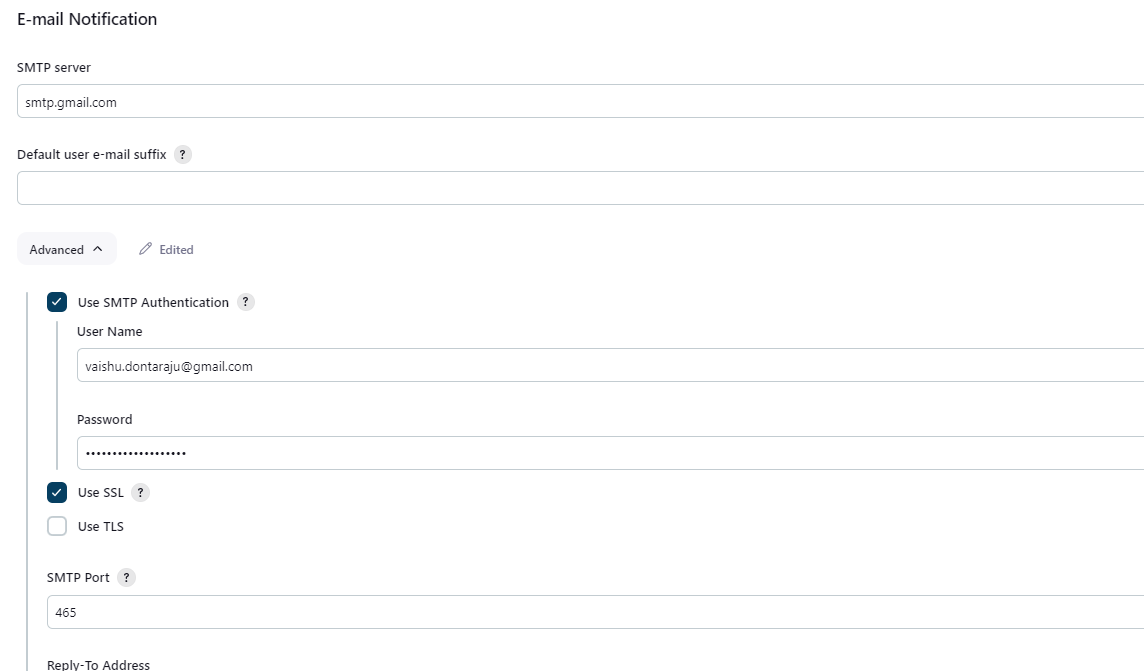 E-mail Notification
SMTP server
smtp.gmail.com
Default user e-mail suffix ?
Advanced Edited
Use SMTP Authentication ?
User Name
vaishu.dontaraju@gmail.com
Password
•••••••••••••••••••
Use SSL ?
Use TLS
SMTP Port ?
465
Reply-To Address